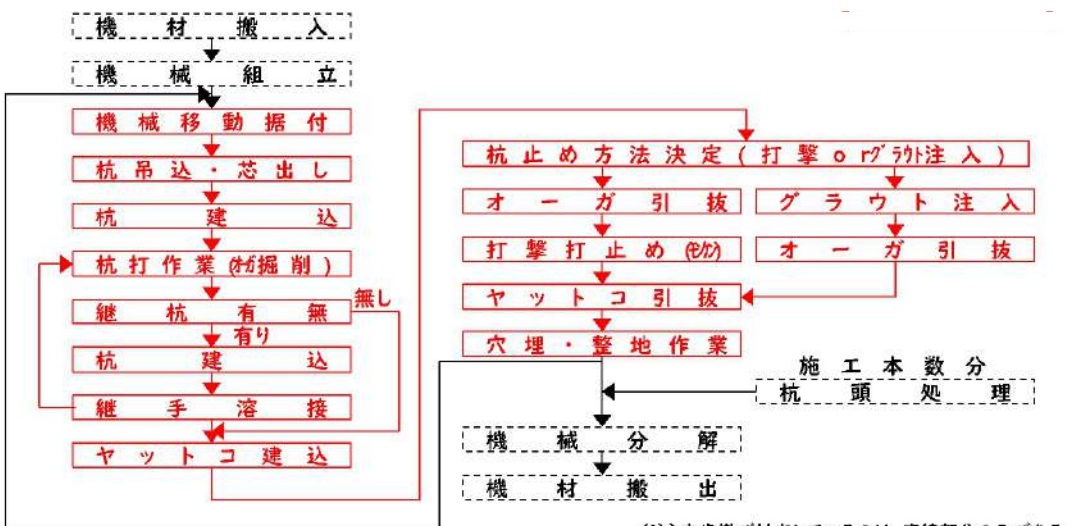 機材搬入
機械組立
機械移動据付
杭吊込・芯出し
杭建込
杭打作業(オーガ掘削)
継杭有無
無し
有り
杭建込
継手溶接
ヤットコ建込
杭止め方法決定(打撃orグラウト注入)
オーガ引抜
グラウト注入
打撃打止め(モンケン)
オーガ引抜
ヤットコ引抜
穴埋・整地作業
施工本数分
杭頭処理
機械分解
機材搬出